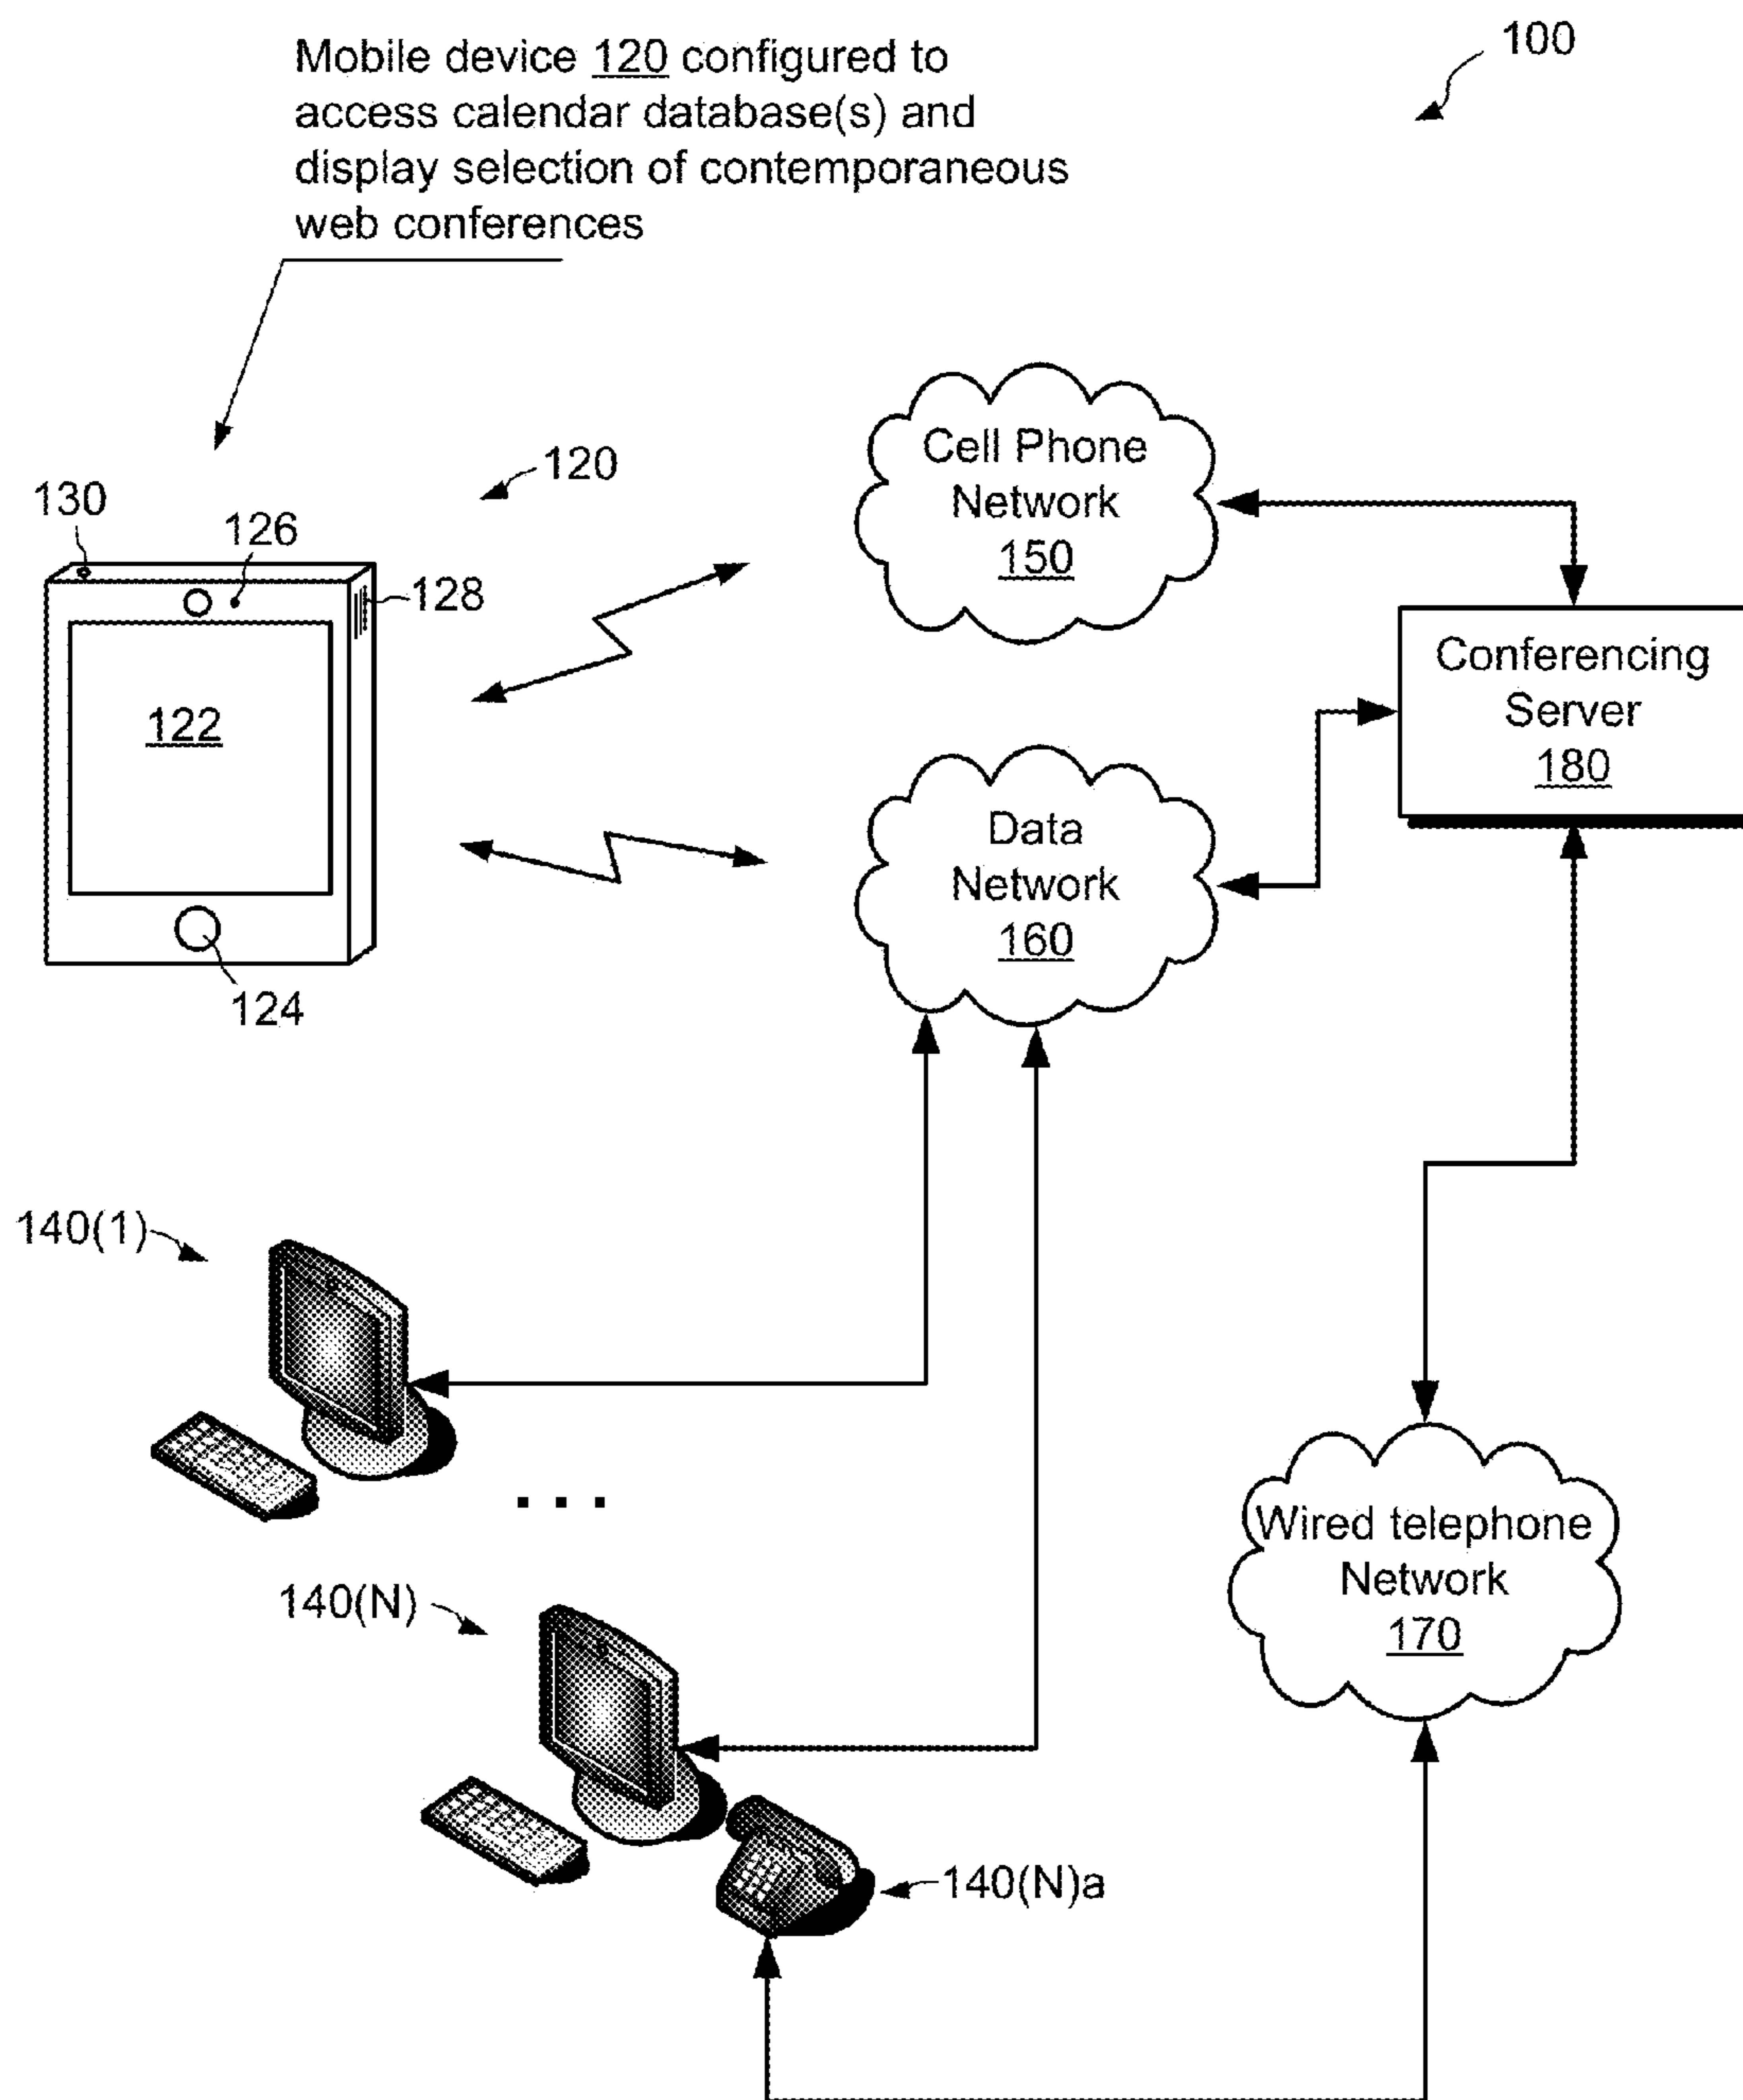 100
Mobile device 120 configured to
access calendar database(s) and
display selection of contemporaneous
web conferences
120
130
126
128
122
124
Cell Phone
Network
150
Conferencing
Server
180
Data
Network
160
140(1)
. . .
140(N)
140(N)a
Wired telephone
Network
170